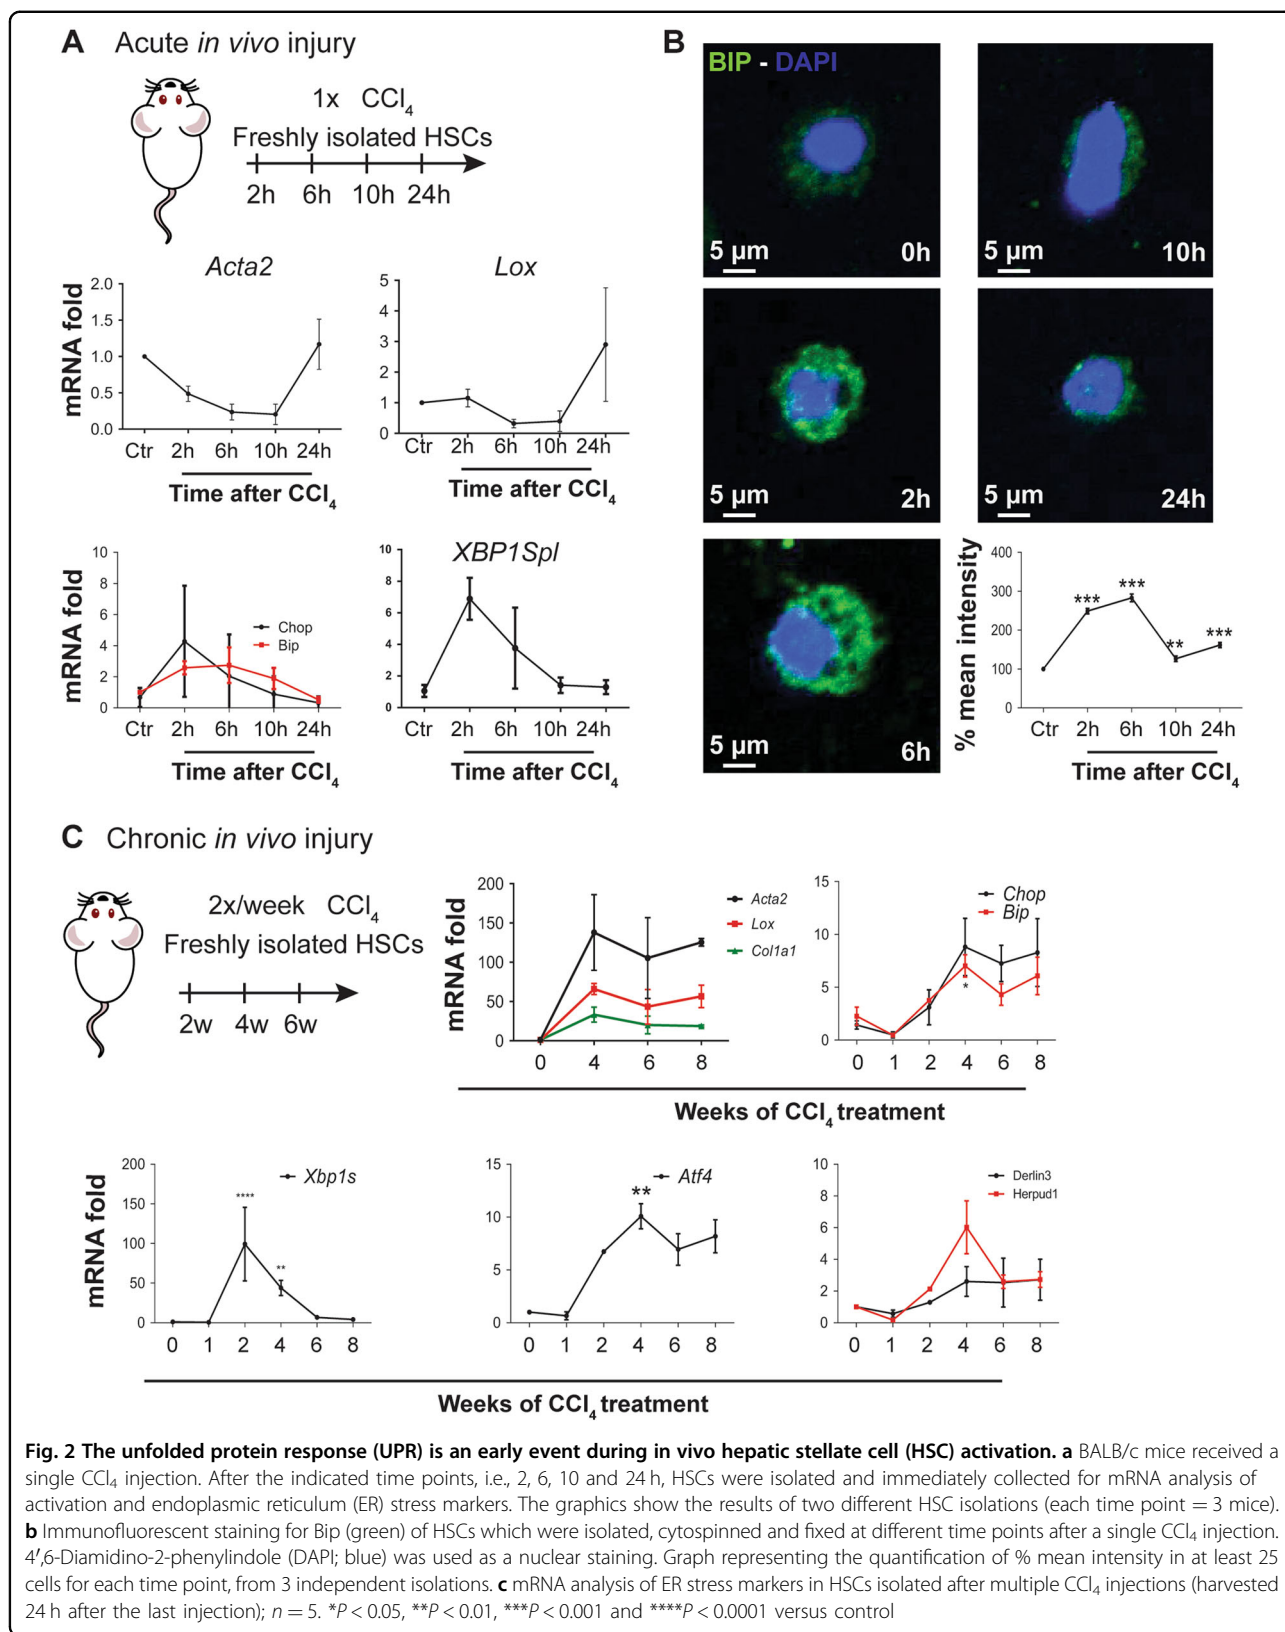 A Acute in vivo injury
1x CCl₄
Freshly isolated HSCs
2h 6h 10h 24h
Acta2
mRNA fold
2.0
1.5
1.0
0.5
0.0
Ctr 2h 6h 10h 24h
Time after CCl₄
Lox
5
4
3
2
1
0
Ctr 2h 6h 10h 24h
Time after CCl₄
mRNA fold
10
8
6
4
2
0
Chop
Bip
Ctr 2h 6h 10h 24h
Time after CCl₄
XBP1Spl
10
8
6
4
2
0
Ctr 2h 6h 10h 24h
Time after CCl₄
B
BIP - DAPI
5 µm 0h
5 µm 10h
5 µm 2h
5 µm 24h
5 µm 6h
% mean intensity
400
300
200
100
0
*** *** ** ***
Ctr 2h 6h 10h 24h
Time after CCl₄
C Chronic in vivo injury
2x/week CCl₄
Freshly isolated HSCs
2w 4w 6w
mRNA fold
200
150
100
50
0
Acta2
Lox
Col1a1
0 4 6 8
15
10
5
0
Chop
Bip
*
0 1 2 4 6 8
Weeks of CCl₄ treatment
mRNA fold
200
150
100
50
0
Xbp1s
****
**
0 1 2 4 6 8
15
10
5
0
Atf4
**
0 1 2 4 6 8
10
8
6
4
2
0
Derlin3
Herpud1
0 1 2 4 6 8
Weeks of CCl₄ treatment
Fig. 2 The unfolded protein response (UPR) is an early event during in vivo hepatic stellate cell (HSC) activation. a BALB/c mice received a
single CCl₄ injection. After the indicated time points, i.e., 2, 6, 10 and 24 h, HSCs were isolated and immediately collected for mRNA analysis of
activation and endoplasmic reticulum (ER) stress markers. The graphics show the results of two different HSC isolations (each time point = 3 mice).
b Immunofluorescent staining for Bip (green) of HSCs which were isolated, cytospinned and fixed at different time points after a single CCl₄ injection.
4′,6-Diamidino-2-phenylindole (DAPI; blue) was used as a nuclear staining. Graph representing the quantification of % mean intensity in at least 25
cells for each time point, from 3 independent isolations. c mRNA analysis of ER stress markers in HSCs isolated after multiple CCl₄ injections (harvested
24 h after the last injection); n = 5. *P < 0.05, **P < 0.01, ***P < 0.001 and ****P < 0.0001 versus control